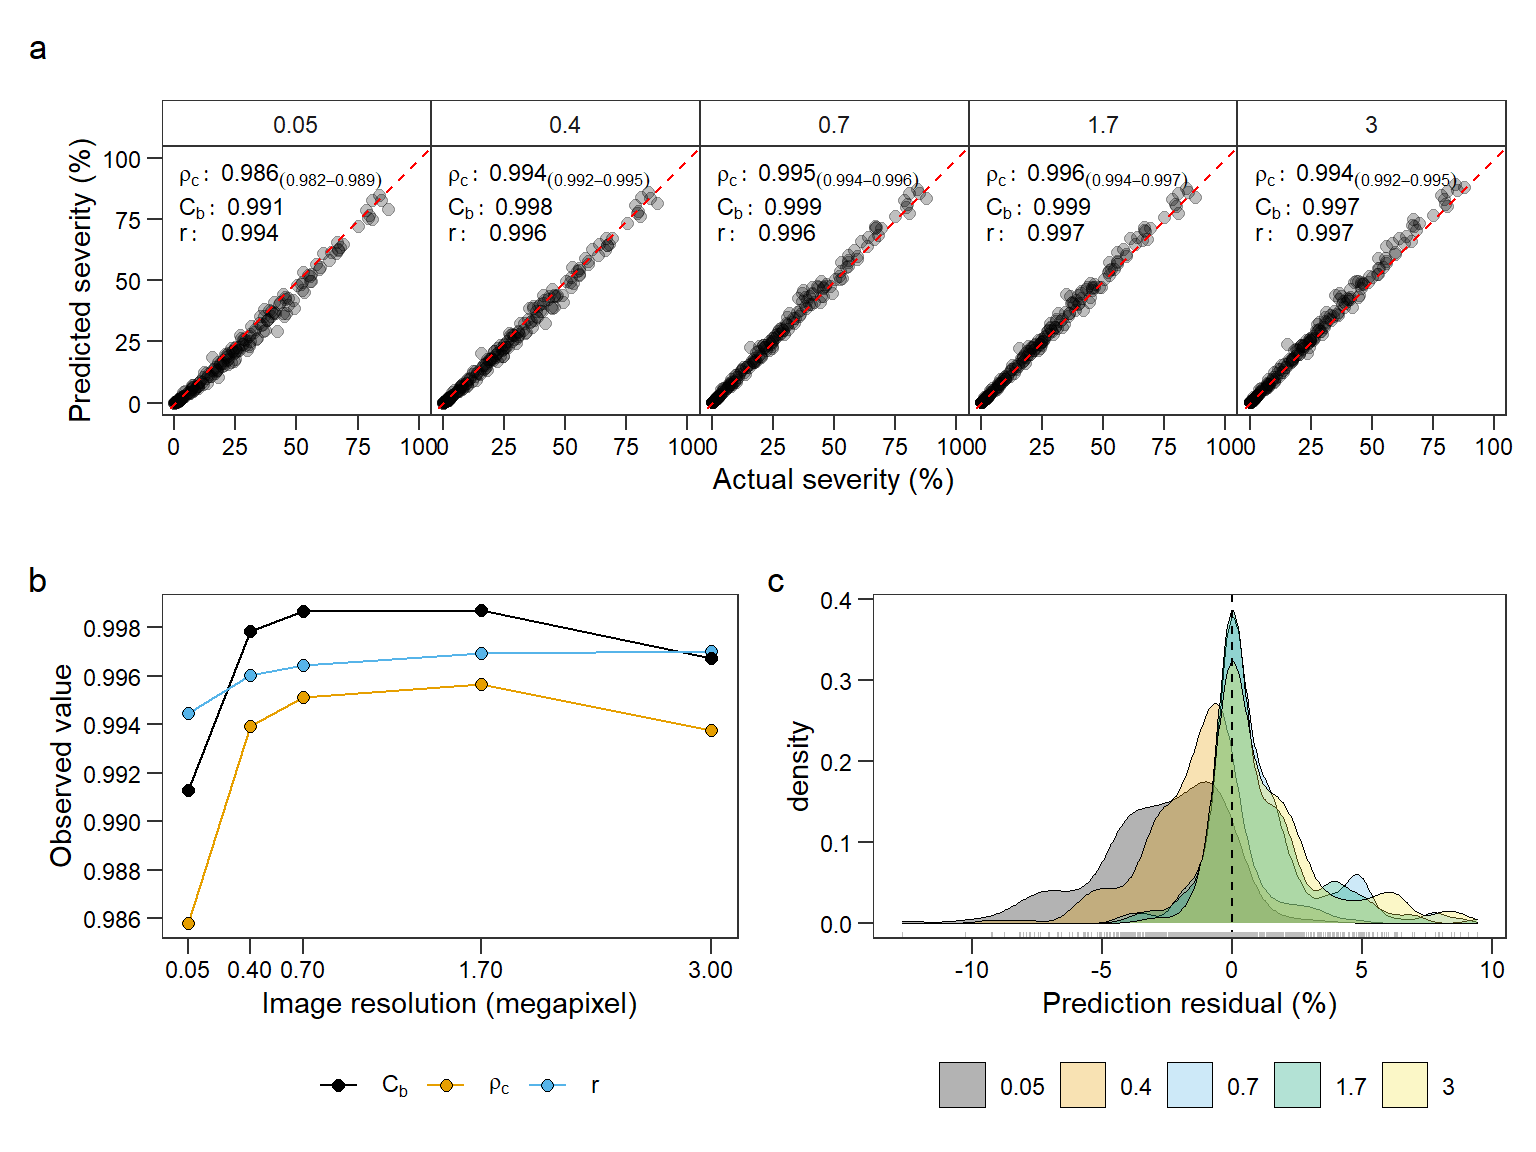 a
0.05 0.4 0.7 1.7 3
Predicted severity (%)
100
75
50
25
0
ρc : 0.986(0.982–0.989)
Cb : 0.991
r : 0.994
ρc : 0.994(0.992–0.995)
Cb : 0.998
r : 0.996
ρc : 0.995(0.994–0.996)
Cb : 0.999
r : 0.996
ρc : 0.996(0.994–0.997)
Cb : 0.999
r : 0.997
ρc : 0.994(0.992–0.995)
Cb : 0.997
r : 0.997
0 25 50 75 100 0 25 50 75 100 0 25 50 75 100 0 25 50 75 100 0 25 50 75 100
Actual severity (%)
b
Observed value
0.998
0.996
0.994
0.992
0.990
0.988
0.986
0.05 0.40 0.70 1.70 3.00
Image resolution (megapixel)
Cb ρc r
c
density
0.4
0.3
0.2
0.1
0.0
-10 -5 0 5 10
Prediction residual (%)
0.05 0.4 0.7 1.7 3